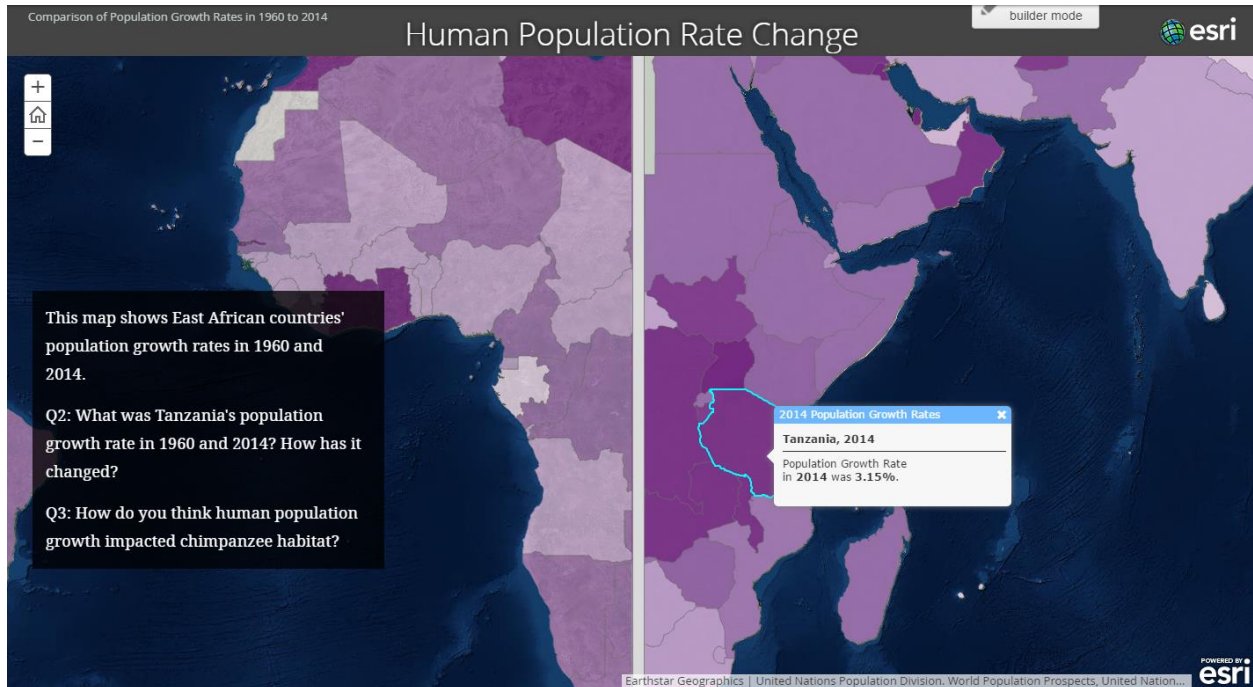 Comparison of Population Growth Rates in 1960 to 2014
builder mode
Human Population Rate Change
esri
+
−
This map shows East African countries'
population growth rates in 1960 and
2014.
Q2: What was Tanzania's population
growth rate in 1960 and 2014? How has it
changed?
Q3: How do you think human population
growth impacted chimpanzee habitat?
2014 Population Growth Rates
Tanzania, 2014
Population Growth Rate
in 2014 was 3.15%.
POWERED BY
esri
Earthstar Geographics | United Nations Population Division. World Population Prospects, United Nation...